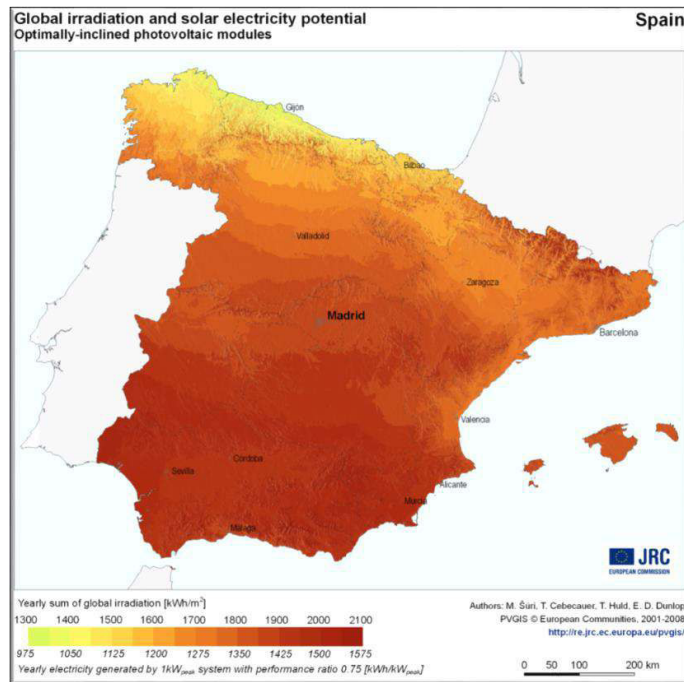 Global irradiation and solar electricity potential
Spain
Optimally-inclined photovoltaic modules
Gijón
Bilbao
Valladolid
Zaragoza
Madrid
Barcelona
Valencia
Córdoba
Sevilla
Alicante
Murcia
Málaga
JRC
EUROPEAN COMMISSION
Yearly sum of global irradiation [kWh/m²]
1300 1400 1500 1600 1700 1800 1900 2000 2100
975 1050 1125 1200 1275 1350 1425 1500 1575
Yearly electricity generated by 1kWpeak system with performance ratio 0.75 [kWh/kWpeak]
Authors: M. Šúri, T. Cebecauer, T. Huld, E. D. Dunlop
PVGIS © European Communities, 2001-2008
http://re.jrc.ec.europa.eu/pvgis/
0 50 100 200 km